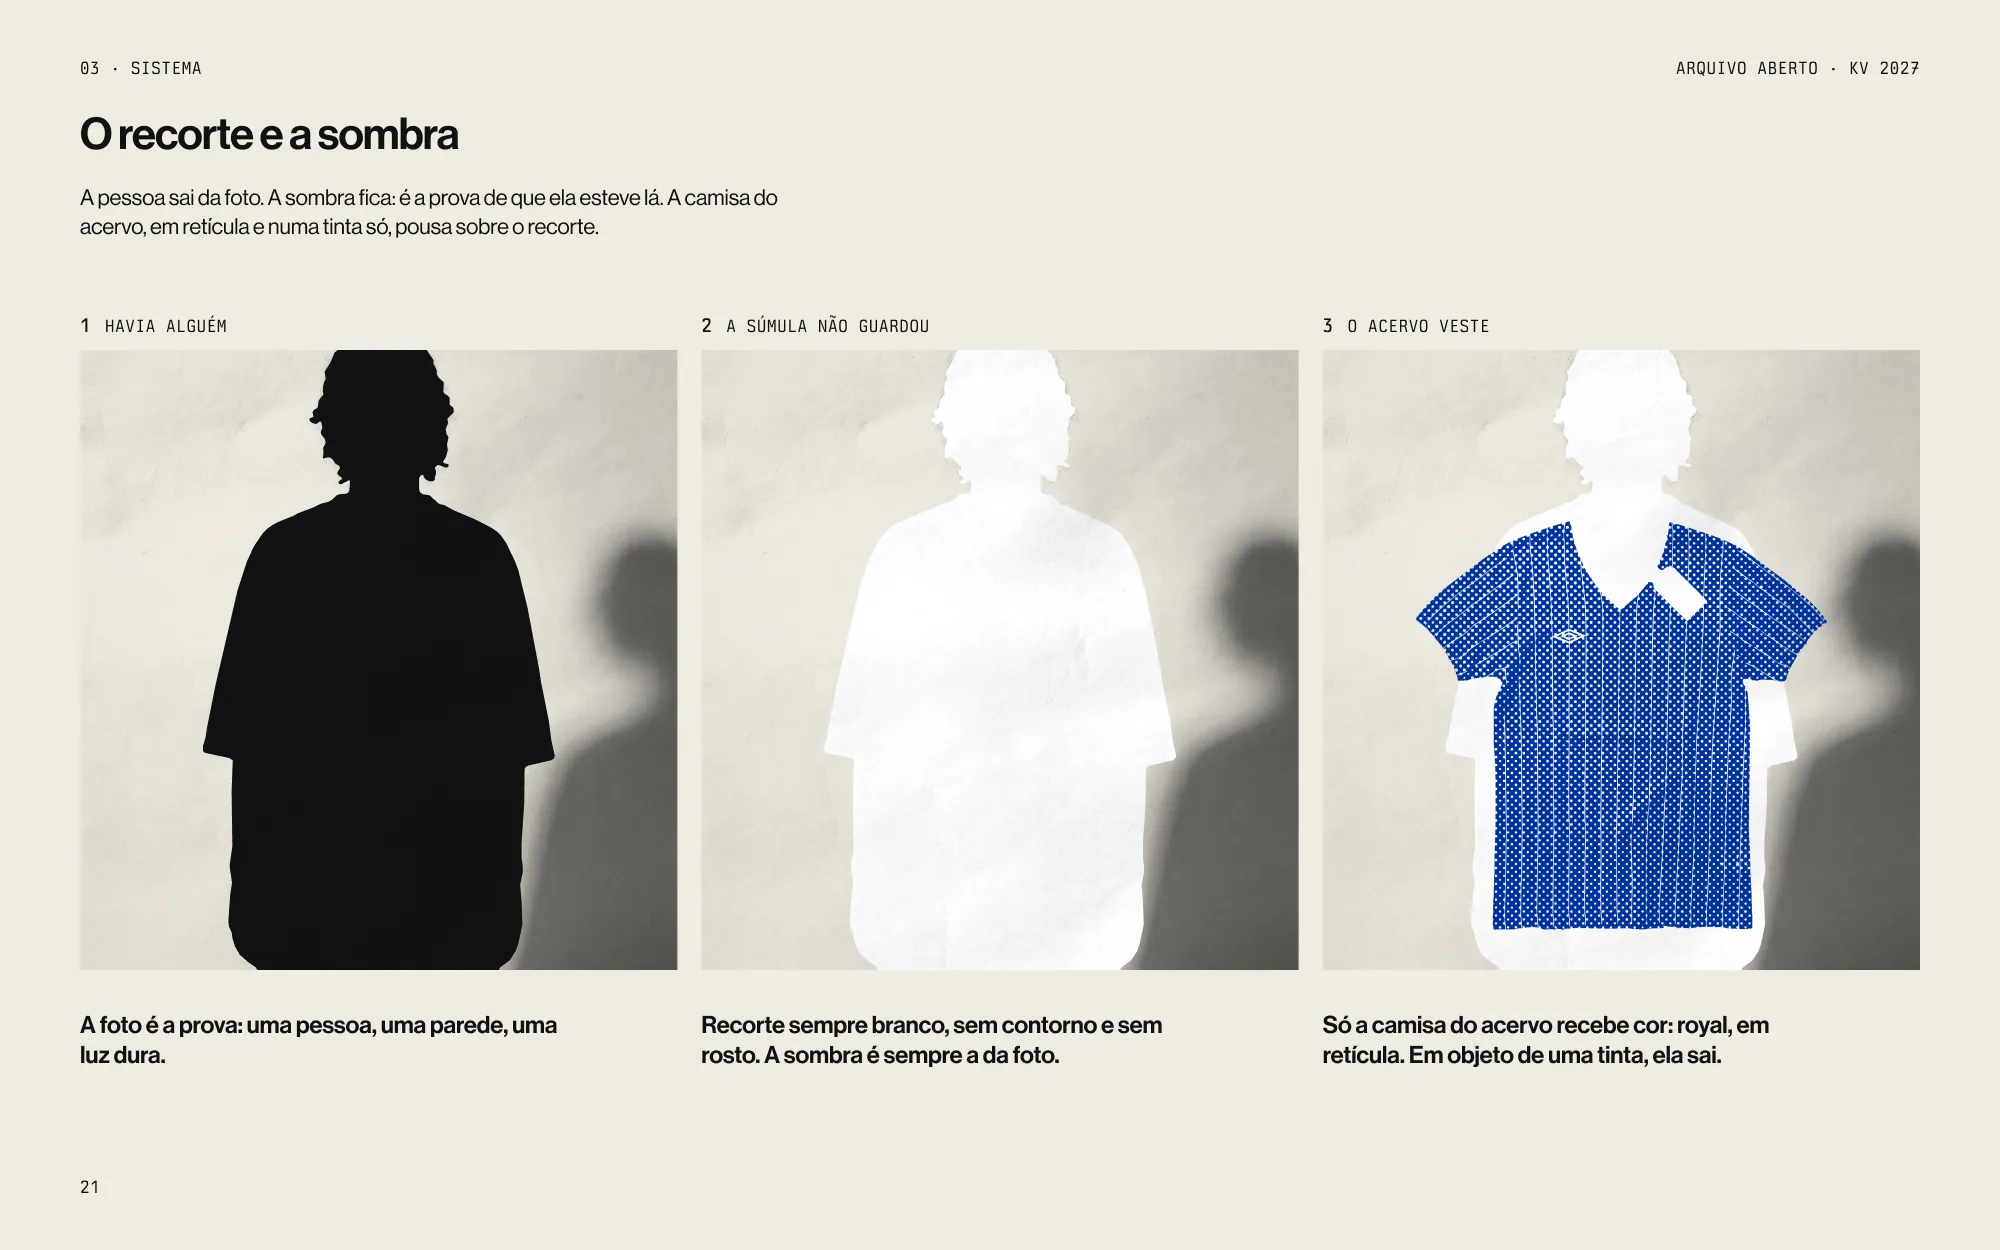 03 · SISTEMA
ARQUIVO ABERTO · KV 2027
O recorte e a sombra
A pessoa sai da foto. A sombra fica: é a prova de que ela esteve lá. A camisa do
acervo, em retícula e numa tinta só, pousa sobre o recorte.
1 HAVIA ALGUÉM
2 A SÚMULA NÃO GUARDOU
3 O ACERVO VESTE
A foto é a prova: uma pessoa, uma parede, uma
luz dura.
Recorte sempre branco, sem contorno e sem
rosto. A sombra é sempre a da foto.
Só a camisa do acervo recebe cor: royal, em
retícula. Em objeto de uma tinta, ela sai.
21